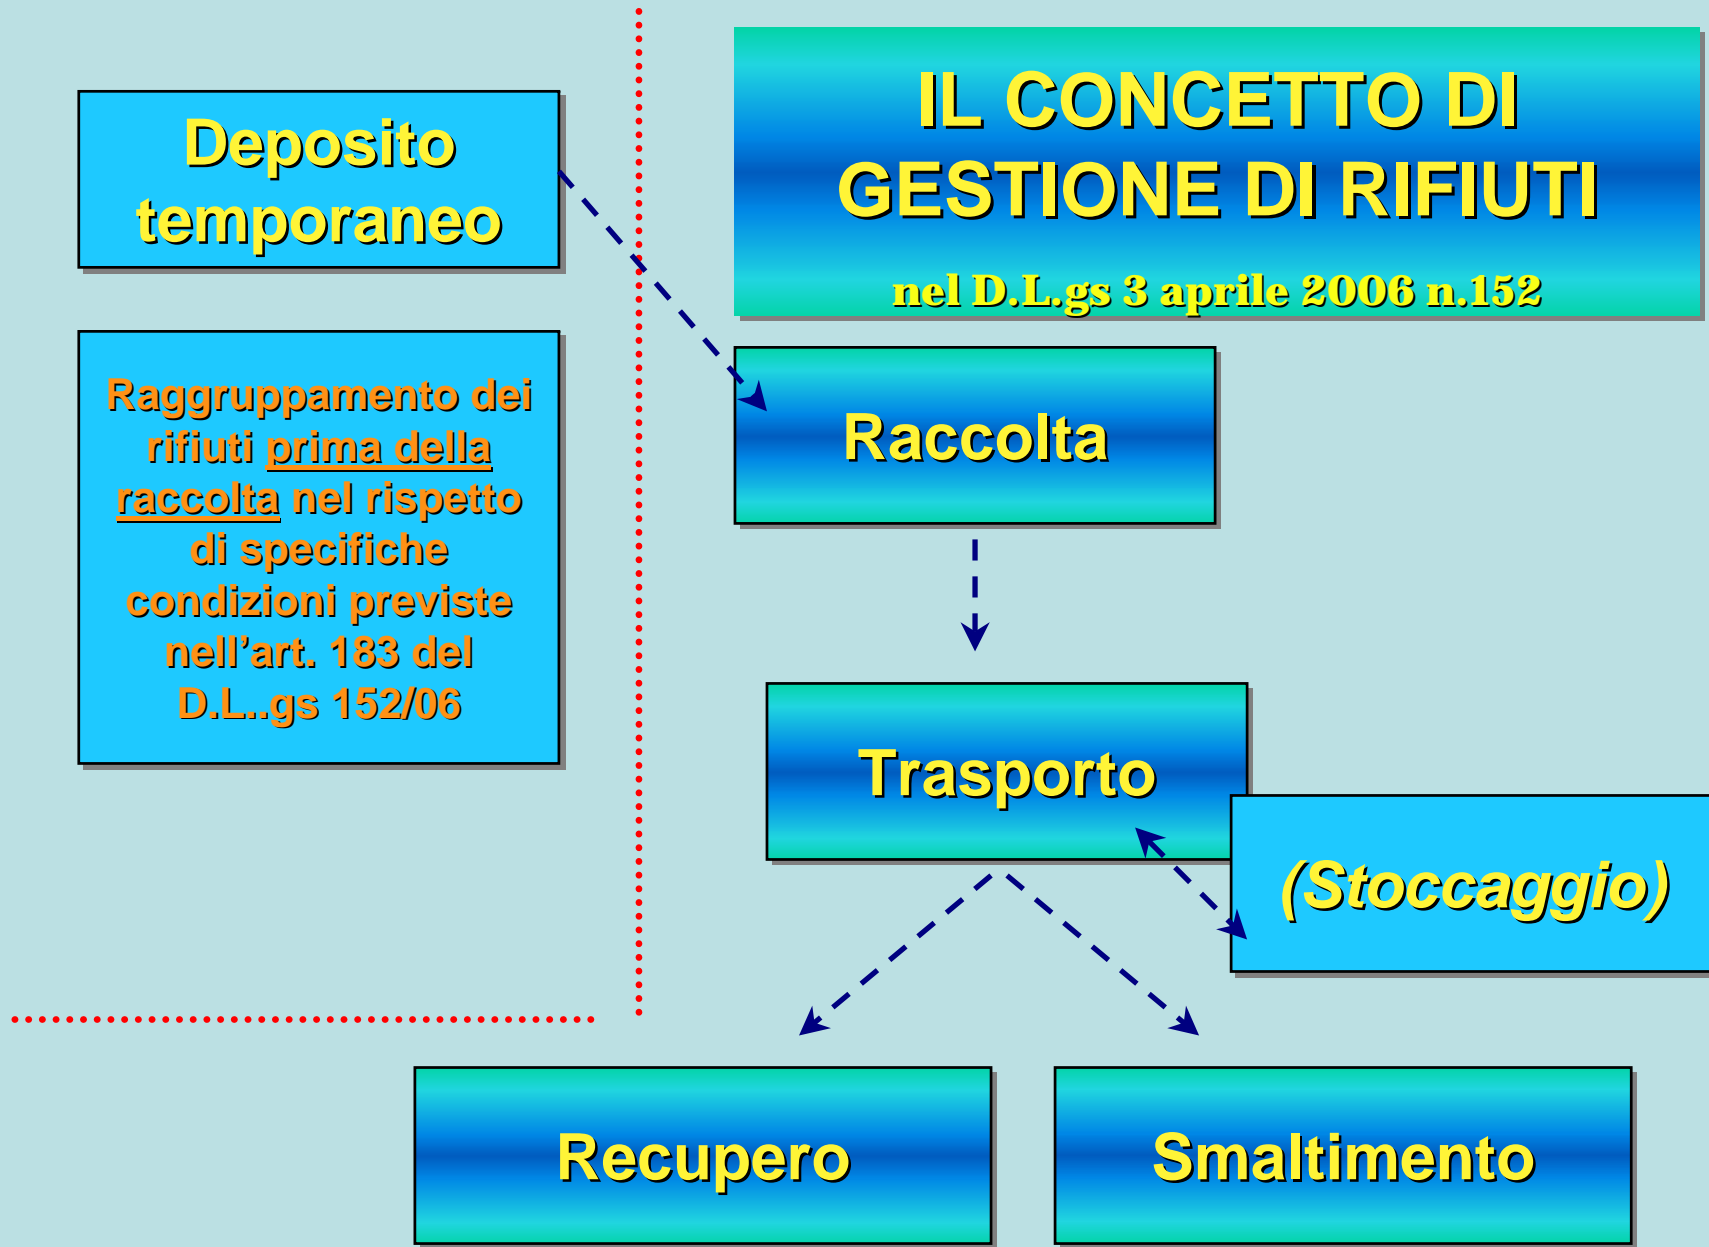 IL CONCETTO DI
GESTIONE DI RIFIUTI
nel D.L.gs 3 aprile 2006 n.152
Deposito
temporaneo
Raggruppamento dei
rifiuti prima della
raccolta nel rispetto
di specifiche
condizioni previste
nell’art. 183 del
D.L..gs 152/06
Raccolta
Trasporto
(Stoccaggio)
Recupero
Smaltimento